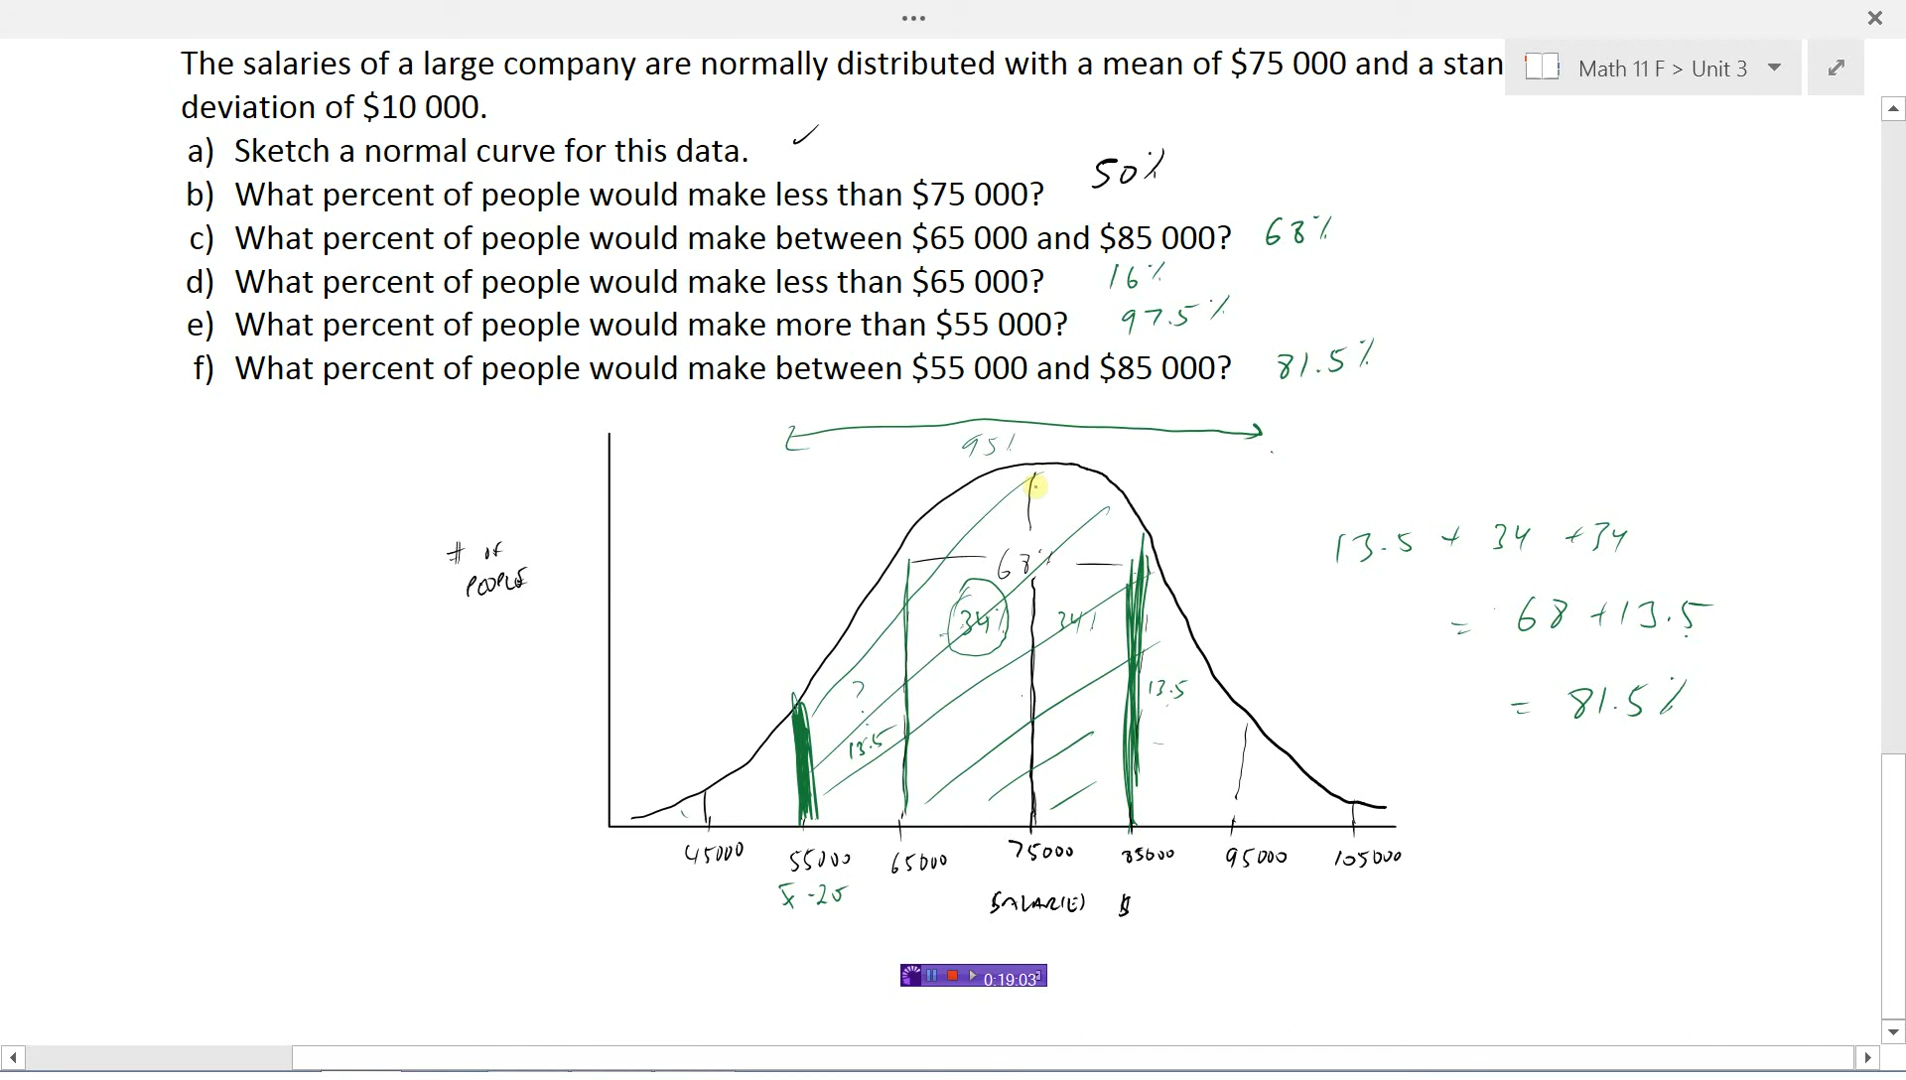 ...
The salaries of a large company are normally distributed with a mean of $75 000 and a stan
Math 11 F > Unit 3
deviation of $10 000.
a) Sketch a normal curve for this data. ✓
b) What percent of people would make less than $75 000? 50%
c) What percent of people would make between $65 000 and $85 000? 68%
d) What percent of people would make less than $65 000? 16%
e) What percent of people would make more than $55 000? 97.5%
f) What percent of people would make between $55 000 and $85 000? 81.5%
95%
# of
PEOPLE
68%
34% 34%
?
13.5
13.5
13.5 + 34 + 34
= 68 + 13.5
= 81.5%
45000 55000 65000 75000 85000 95000 105000
x̄ -2σ
SALARIES $
0:19:03